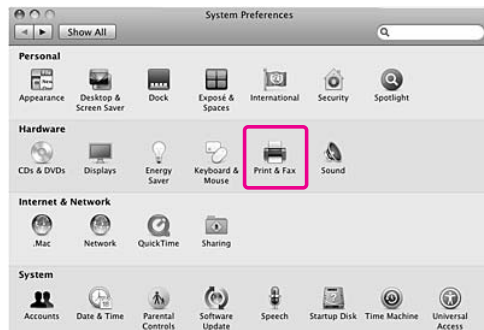 System Preferences
Show All
Personal
Appearance
Desktop & Screen Saver
Dock
Exposé & Spaces
International
Security
Spotlight
Hardware
CDs & DVDs
Displays
Energy Saver
Keyboard & Mouse
Print & Fax
Sound
Internet & Network
.Mac
Network
QuickTime
Sharing
System
Accounts
Date & Time
Parental Controls
Software Update
Speech
Startup Disk
Time Machine
Universal Access